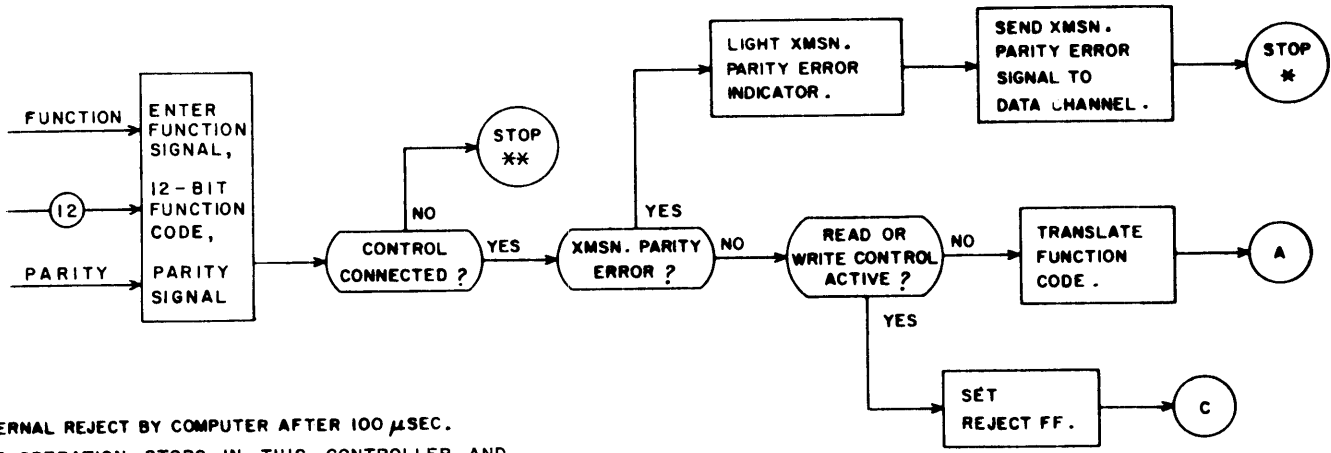 FUNCTION
12
PARITY
ENTER
FUNCTION
SIGNAL,
12-BIT
FUNCTION
CODE,
PARITY
SIGNAL
CONTROL
CONNECTED ?
NO
STOP
**
YES
XMSN. PARITY
ERROR ?
YES
LIGHT XMSN.
PARITY ERROR
INDICATOR.
SEND XMSN.
PARITY ERROR
SIGNAL TO
DATA CHANNEL.
STOP
*
NO
READ OR
WRITE CONTROL
ACTIVE ?
NO
TRANSLATE
FUNCTION
CODE.
A
YES
SET
REJECT FF.
C
ERNAL REJECT BY COMPUTER AFTER 100 μSEC.
OPERATION STOPS IN THIS CONTROLLER AND